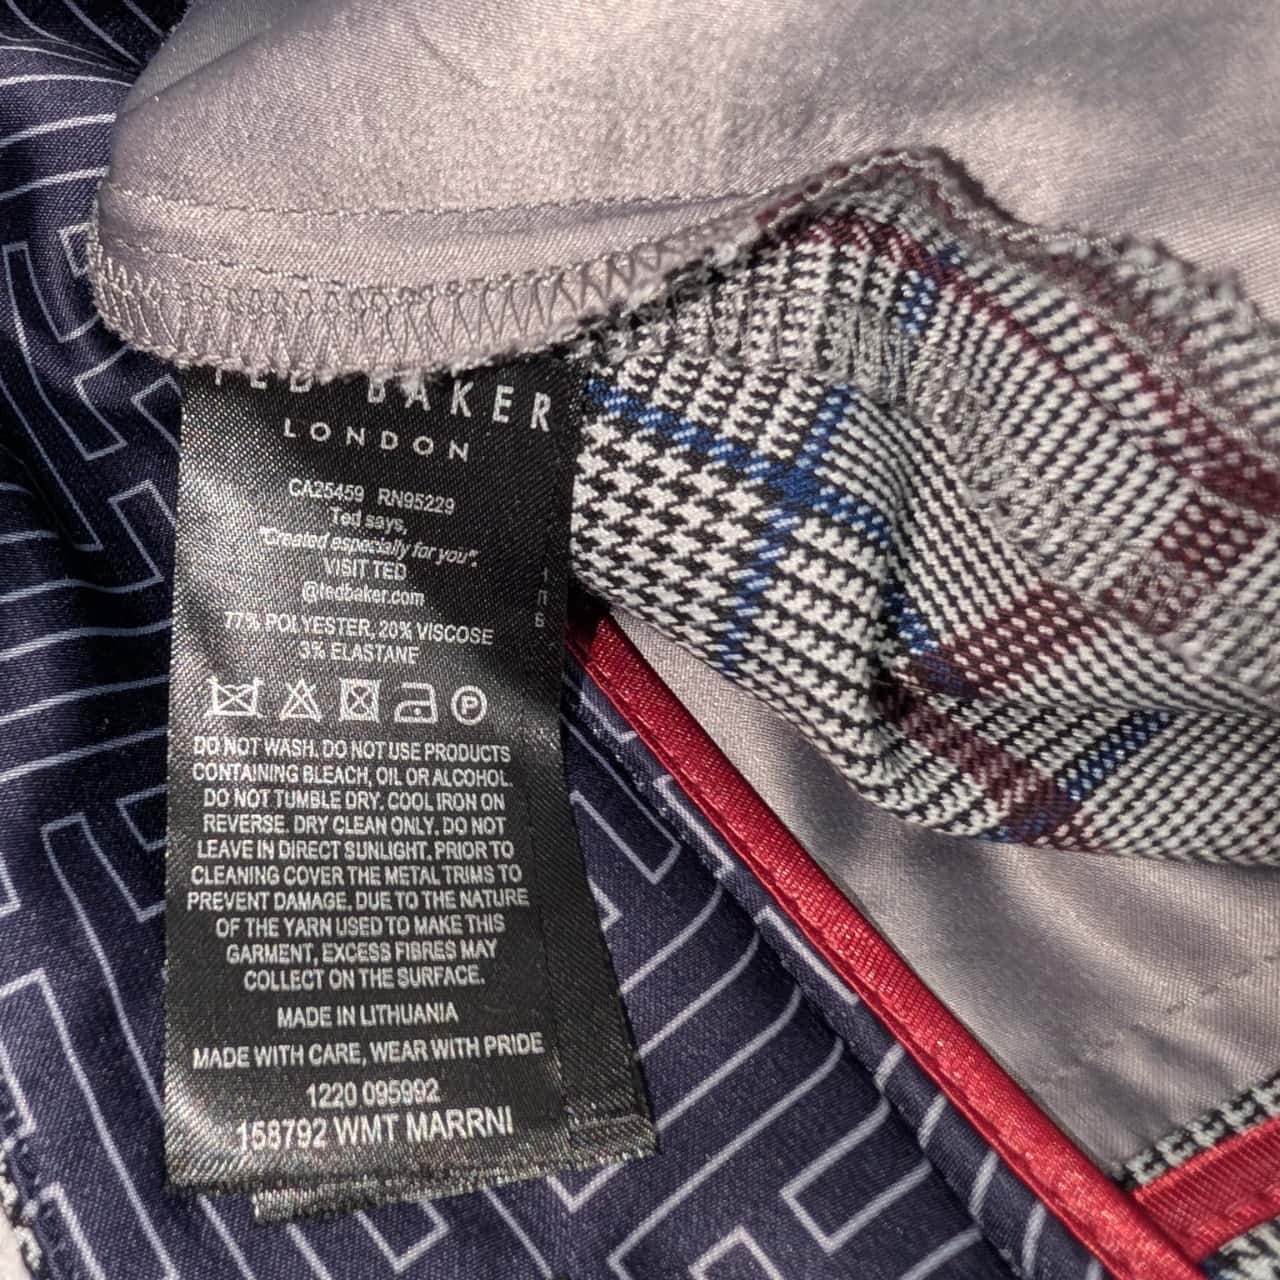 TED BAKER
LONDON
CA25459 RN95229
Ted says,
"Created especially for you".
VISIT TED
@tedbaker.com
77% POLYESTER, 20% VISCOSE
3% ELASTANE
P
DO NOT WASH. DO NOT USE PRODUCTS
CONTAINING BLEACH, OIL OR ALCOHOL.
DO NOT TUMBLE DRY. COOL IRON ON
REVERSE. DRY CLEAN ONLY. DO NOT
LEAVE IN DIRECT SUNLIGHT. PRIOR TO
CLEANING COVER THE METAL TRIMS TO
PREVENT DAMAGE. DUE TO THE NATURE
OF THE YARN USED TO MAKE THIS
GARMENT, EXCESS FIBRES MAY
COLLECT ON THE SURFACE.
MADE IN LITHUANIA
MADE WITH CARE, WEAR WITH PRIDE
1220 095992
158792 WMT MARRNI